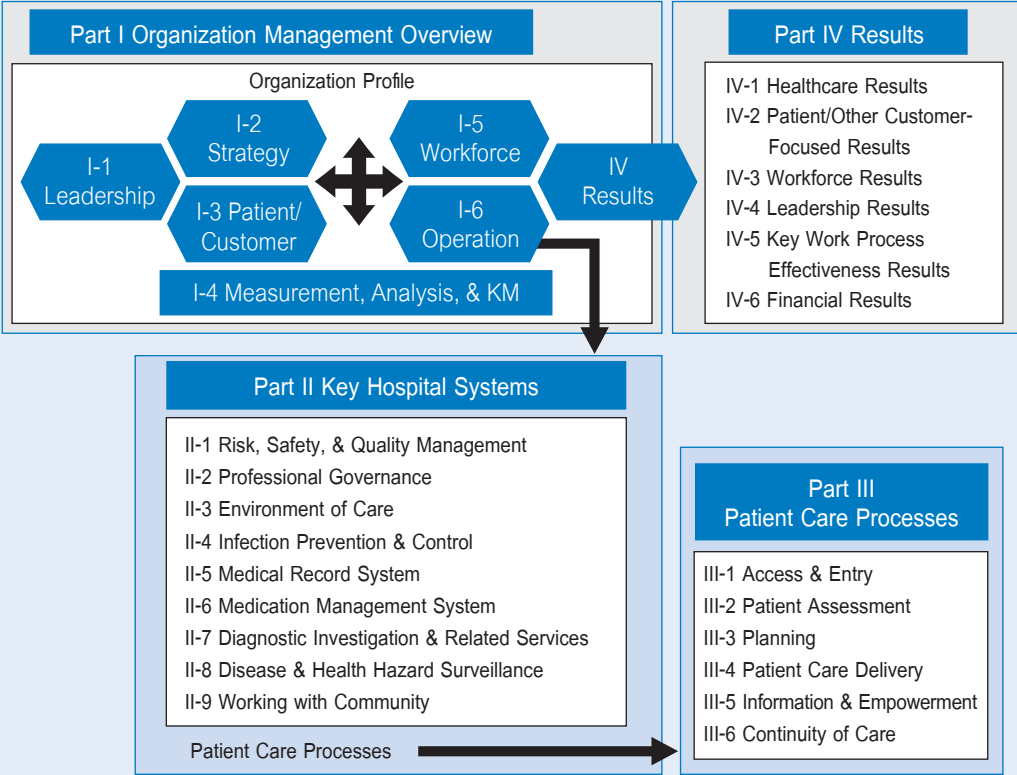 Part I Organization Management Overview
Organization Profile
I-1
Leadership
I-2
Strategy
I-3 Patient/
Customer
I-5
Workforce
I-6
Operation
IV
Results
I-4 Measurement, Analysis, & KM
Part IV Results
IV-1 Healthcare Results
IV-2 Patient/Other Customer-
Focused Results
IV-3 Workforce Results
IV-4 Leadership Results
IV-5 Key Work Process
Effectiveness Results
IV-6 Financial Results
Part II Key Hospital Systems
II-1 Risk, Safety, & Quality Management
II-2 Professional Governance
II-3 Environment of Care
II-4 Infection Prevention & Control
II-5 Medical Record System
II-6 Medication Management System
II-7 Diagnostic Investigation & Related Services
II-8 Disease & Health Hazard Surveillance
II-9 Working with Community
Patient Care Processes
Part III
Patient Care Processes
III-1 Access & Entry
III-2 Patient Assessment
III-3 Planning
III-4 Patient Care Delivery
III-5 Information & Empowerment
III-6 Continuity of Care